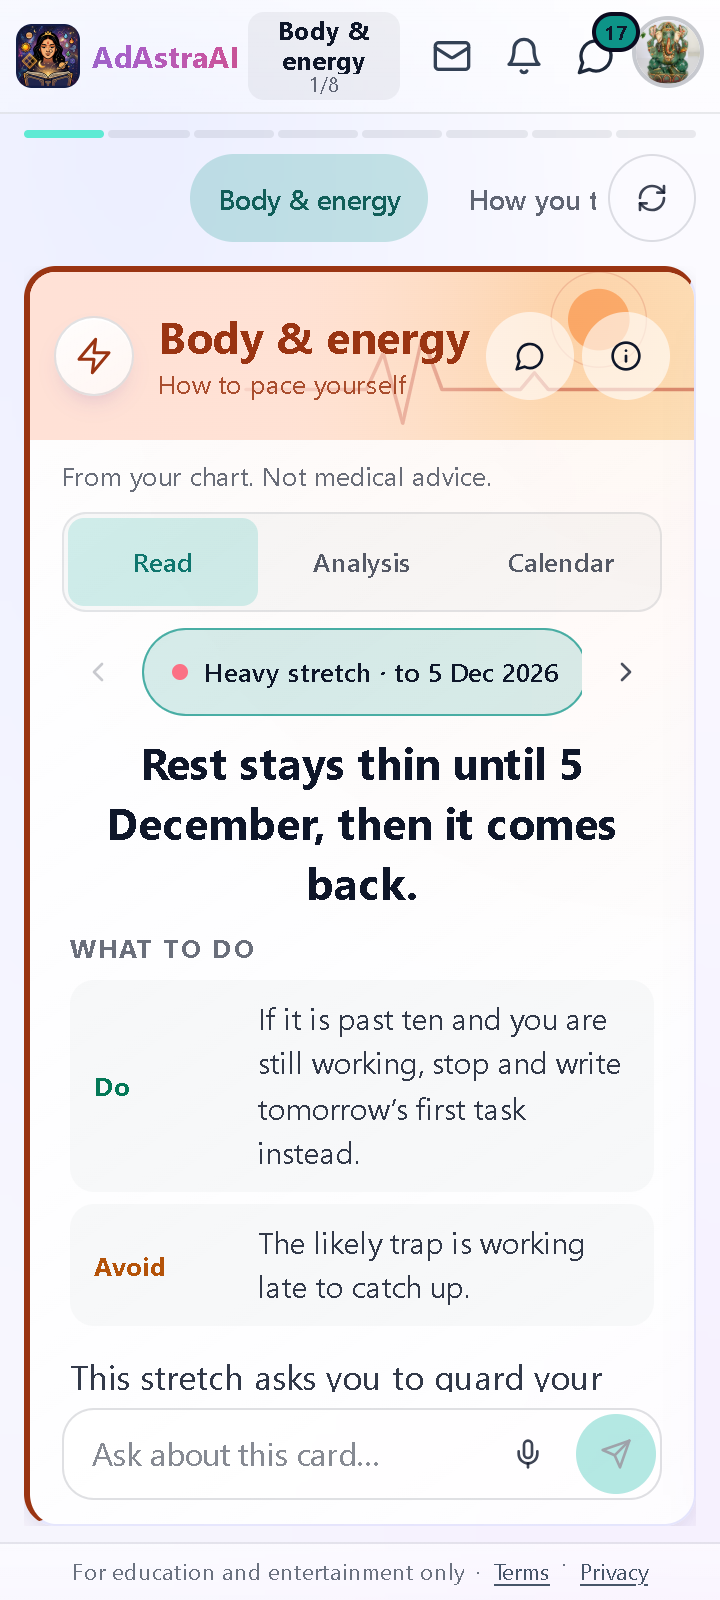 AdAstraAI
Body &
energy
1/8
17
Body & energy
How you t
Body & energy
How to pace yourself
From your chart. Not medical advice.
Read
Analysis
Calendar
Heavy stretch · to 5 Dec 2026
Rest stays thin until 5
December, then it comes
back.
WHAT TO DO
Do
If it is past ten and you are
still working, stop and write
tomorrow’s first task
instead.
Avoid
The likely trap is working
late to catch up.
This stretch asks you to guard your
Ask about this card...
For education and entertainment only · Terms · Privacy